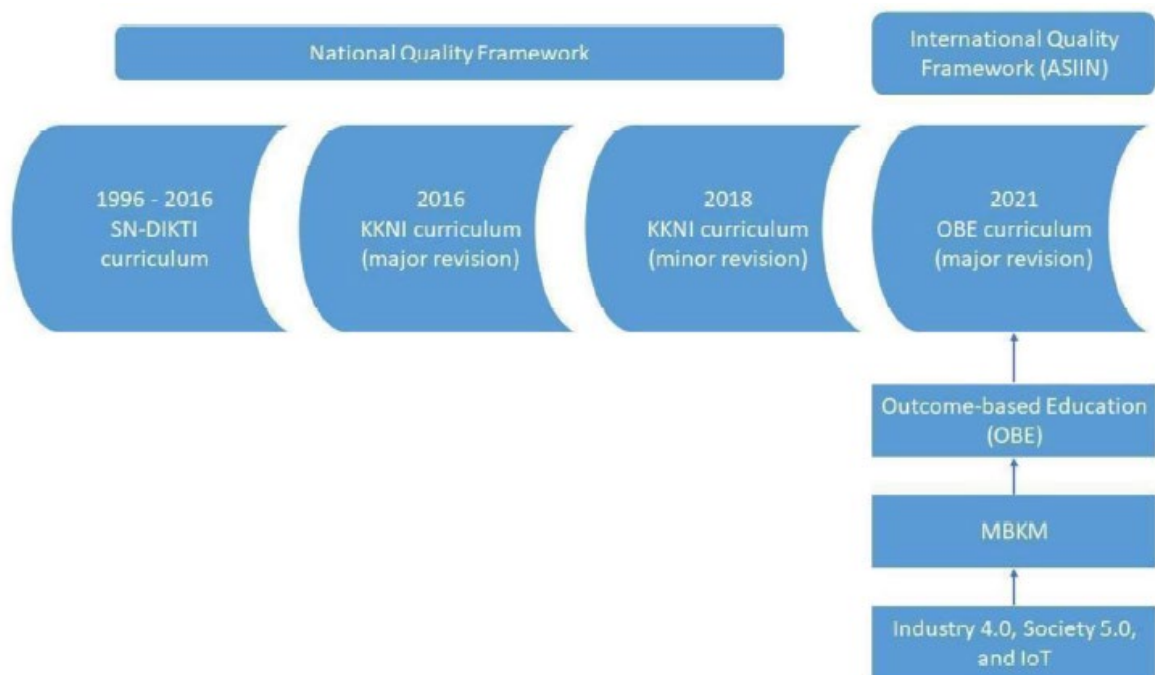 National Quality Framework
International Quality
Framework (ASIIN)
1996 - 2016
SN-DIKTI
curriculum
2016
KKNI curriculum
(major revision)
2018
KKNI curriculum
(minor revision)
2021
OBE curriculum
(major revision)
Outcome-based Education
(OBE)
MBKM
Industry 4.0, Society 5.0,
and IoT